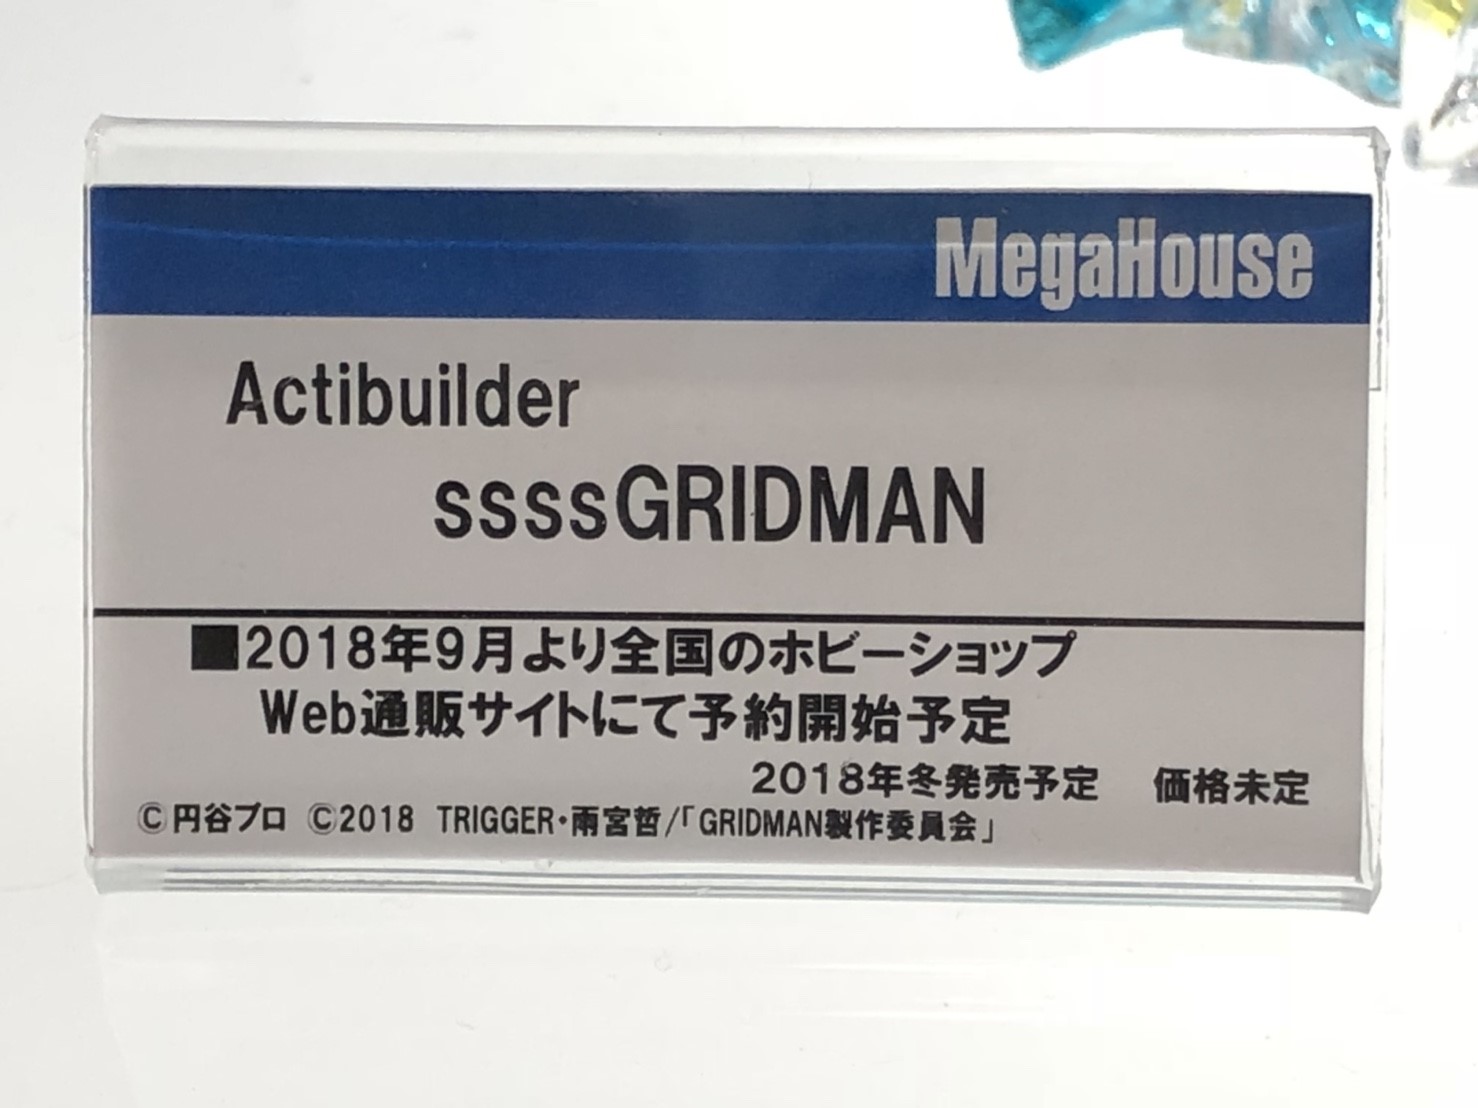 MegaHouse
Actibuilder
ssssGRIDMAN
■2018年9月より全国のホビーショップ
Web通販サイトにて予約開始予定
2018年冬発売予定 価格未定
©円谷プロ ©2018 TRIGGER・雨宮哲/「GRIDMAN製作委員会」